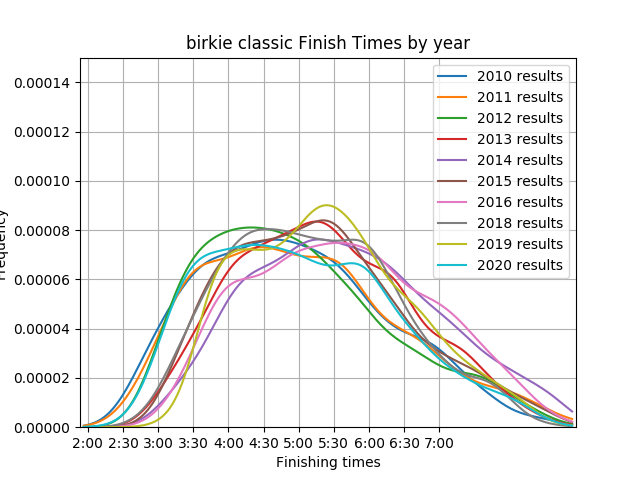 birkie classic Finish Times by year
0.00014
0.00012
0.00010
0.00008
0.00006
0.00004
0.00002
0.00000
Frequency
2010 results
2011 results
2012 results
2013 results
2014 results
2015 results
2016 results
2018 results
2019 results
2020 results
2:00 2:30 3:00 3:30 4:00 4:30 5:00 5:30 6:00 6:30 7:00
Finishing times